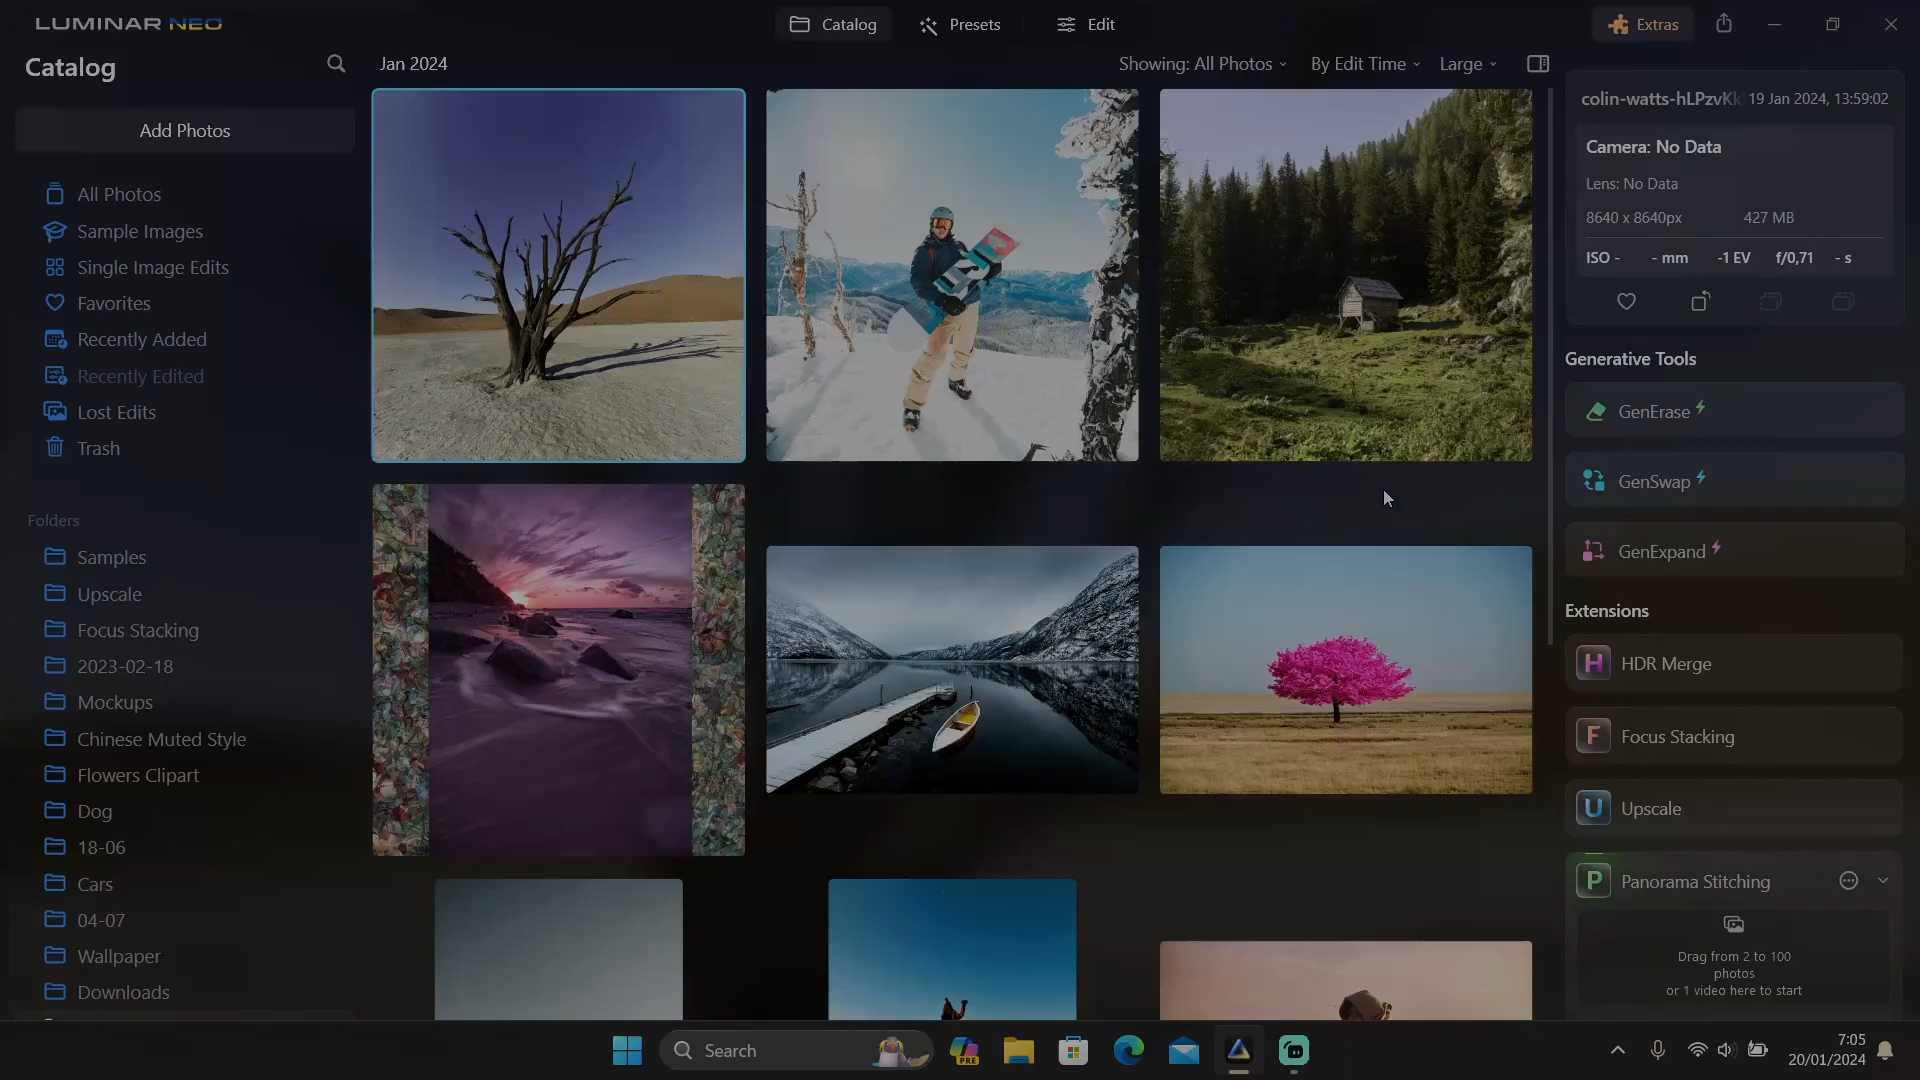 LUMINAR NEO
Catalog
Presets
Edit
Extras
Catalog
Jan 2024
Showing: All Photos
By Edit Time
Large
Add Photos
All Photos
Sample Images
Single Image Edits
Favorites
Recently Added
Recently Edited
Lost Edits
Trash
Folders
Samples
Upscale
Focus Stacking
2023-02-18
Mockups
Chinese Muted Style
Flowers Clipart
Dog
18-06
Cars
04-07
Wallpaper
Downloads
colin-watts-hLPzvKk 19 Jan 2024, 13:59:02
Camera: No Data
Lens: No Data
8640 x 8640px 427 MB
ISO - - mm -1 EV f/0,71 - s
Generative Tools
GenErase
GenSwap
GenExpand
Extensions
H HDR Merge
F Focus Stacking
U Upscale
P Panorama Stitching
Drag from 2 to 100
photos
or 1 video here to start
Search
PRE
7:05
20/01/2024